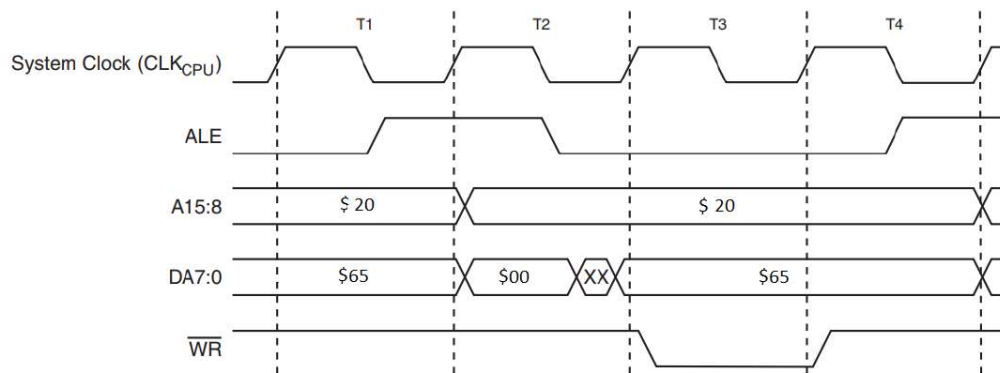 T1 T2 T3 T4
System Clock (CLKCPU)
ALE
A15:8 $ 20 $ 20
DA7:0 $65 $00 XX $65
WR